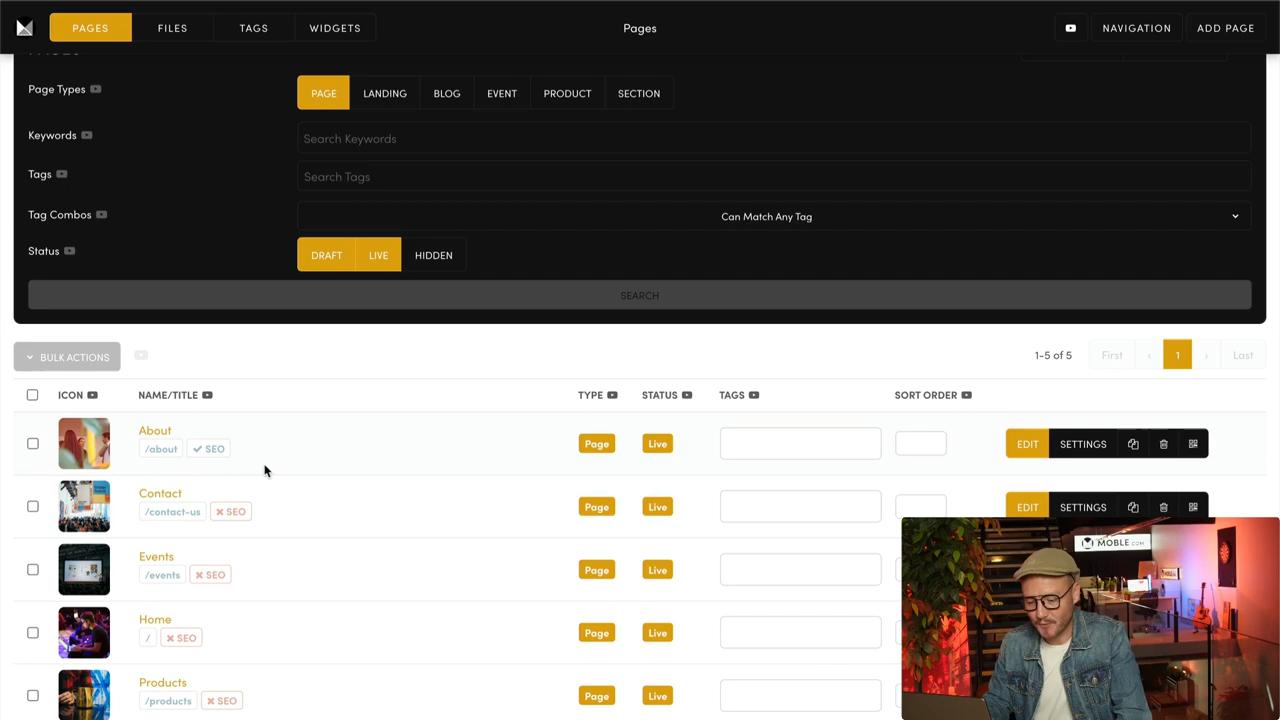 PAGES FILES TAGS WIDGETS Pages NAVIGATION ADD PAGE
Page Types PAGE LANDING BLOG EVENT PRODUCT SECTION
Keywords Search Keywords
Tags Search Tags
Tag Combos Can Match Any Tag
Status DRAFT LIVE HIDDEN
SEARCH
BULK ACTIONS 1-5 of 5 First ‹ 1 › Last
ICON NAME/TITLE TYPE STATUS TAGS SORT ORDER
About
/about SEO Page Live EDIT SETTINGS
Contact
/contact-us SEO Page Live EDIT SETTINGS
MOBLE.COM
Events
/events SEO Page Live
Home
/ SEO Page Live
Products
/products SEO Page Live